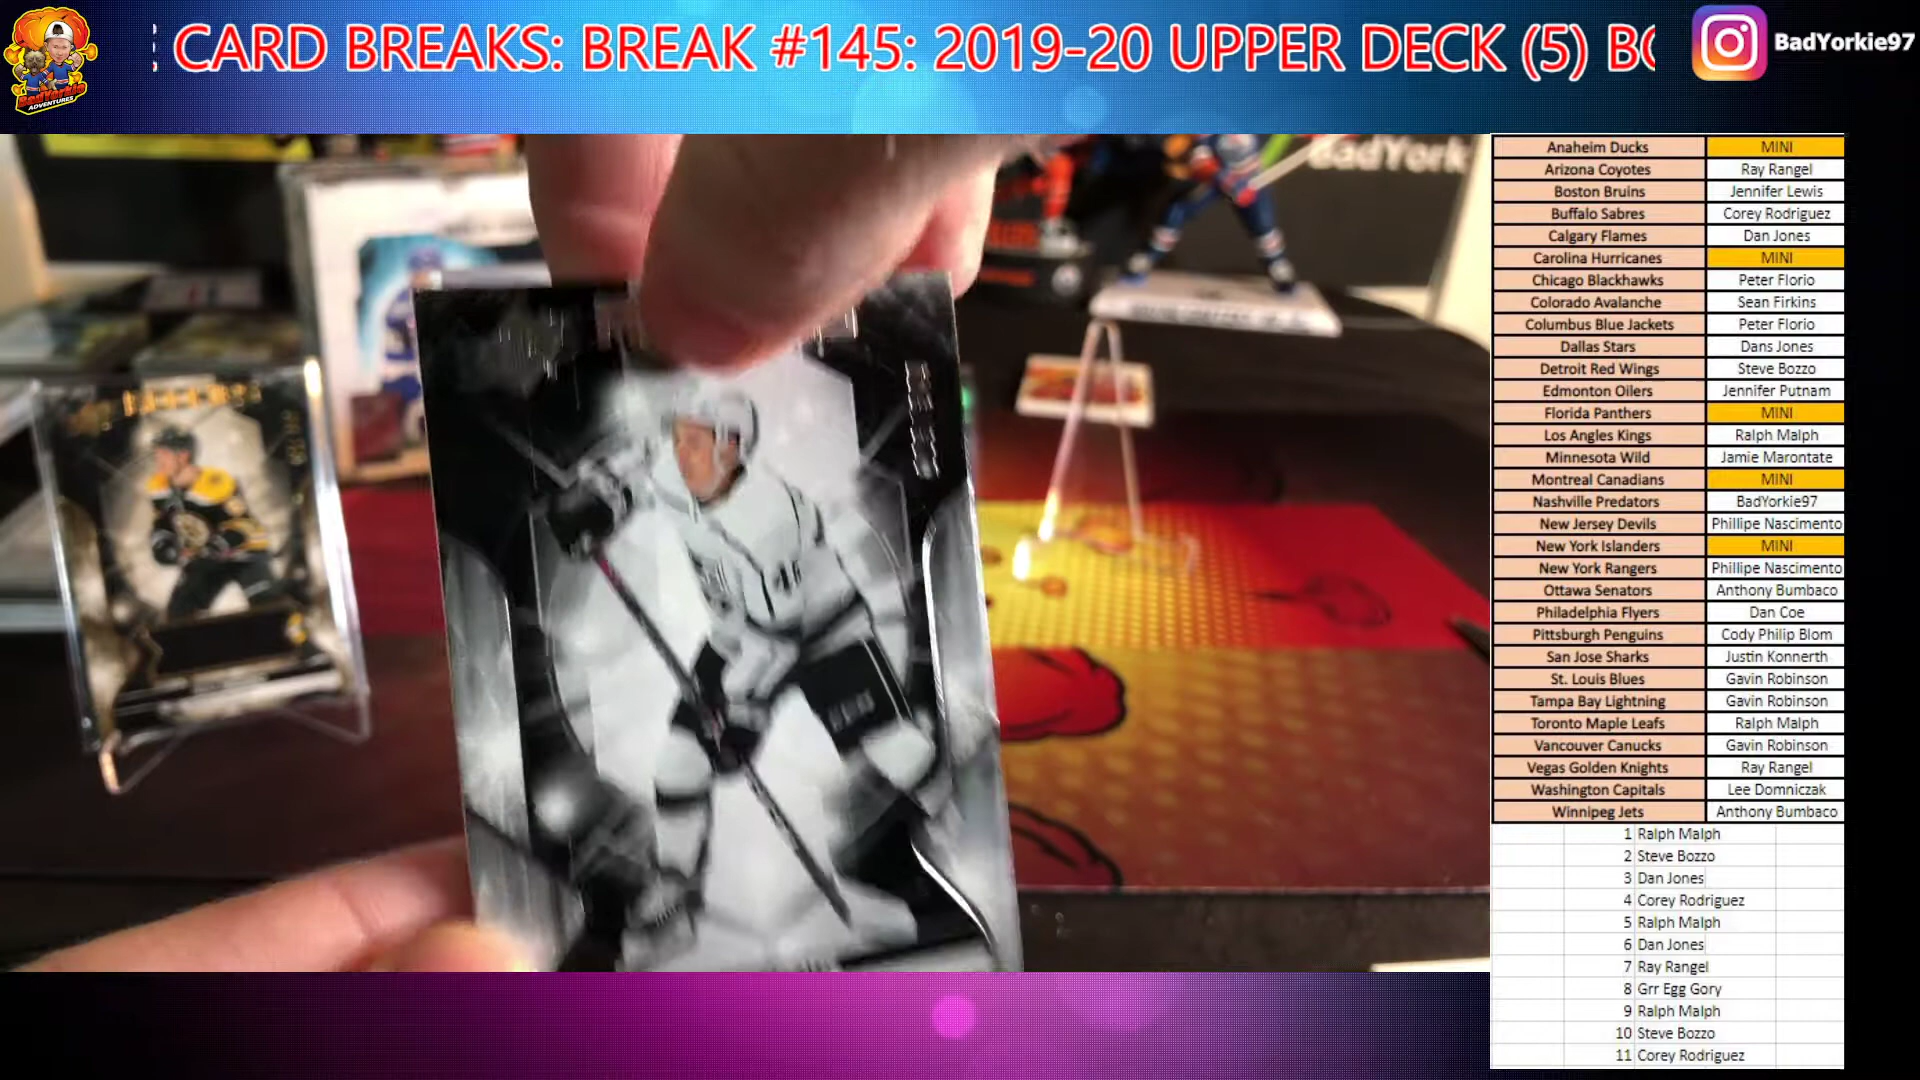 CARD BREAKS: BREAK #145: 2019-20 UPPER DECK (5) BO
BadYorkie97
BadYorkie
ADVENTURES
BadYork
Anaheim Ducks MINI
Arizona Coyotes Ray Rangel
Boston Bruins Jennifer Lewis
Buffalo Sabres Corey Rodriguez
Calgary Flames Dan Jones
Carolina Hurricanes MINI
Chicago Blackhawks Peter Florio
Colorado Avalanche Sean Firkins
Columbus Blue Jackets Peter Florio
Dallas Stars Dans Jones
Detroit Red Wings Steve Bozzo
Edmonton Oilers Jennifer Putnam
Florida Panthers MINI
Los Angles Kings Ralph Malph
Minnesota Wild Jamie Marontate
Montreal Canadians MINI
Nashville Predators BadYorkie97
New Jersey Devils Phillipe Nascimento
New York Islanders MINI
New York Rangers Phillipe Nascimento
Ottawa Senators Anthony Bumbaco
Philadelphia Flyers Dan Coe
Pittsburgh Penguins Cody Philip Blom
San Jose Sharks Justin Konnerth
St. Louis Blues Gavin Robinson
Tampa Bay Lightning Gavin Robinson
Toronto Maple Leafs Ralph Malph
Vancouver Canucks Gavin Robinson
Vegas Golden Knights Ray Rangel
Washington Capitals Lee Domniczak
Winnipeg Jets Anthony Bumbaco
1 Ralph Malph
2 Steve Bozzo
3 Dan Jones
4 Corey Rodriguez
5 Ralph Malph
6 Dan Jones
7 Ray Rangel
8 Grr Egg Gory
9 Ralph Malph
10 Steve Bozzo
11 Corey Rodriguez